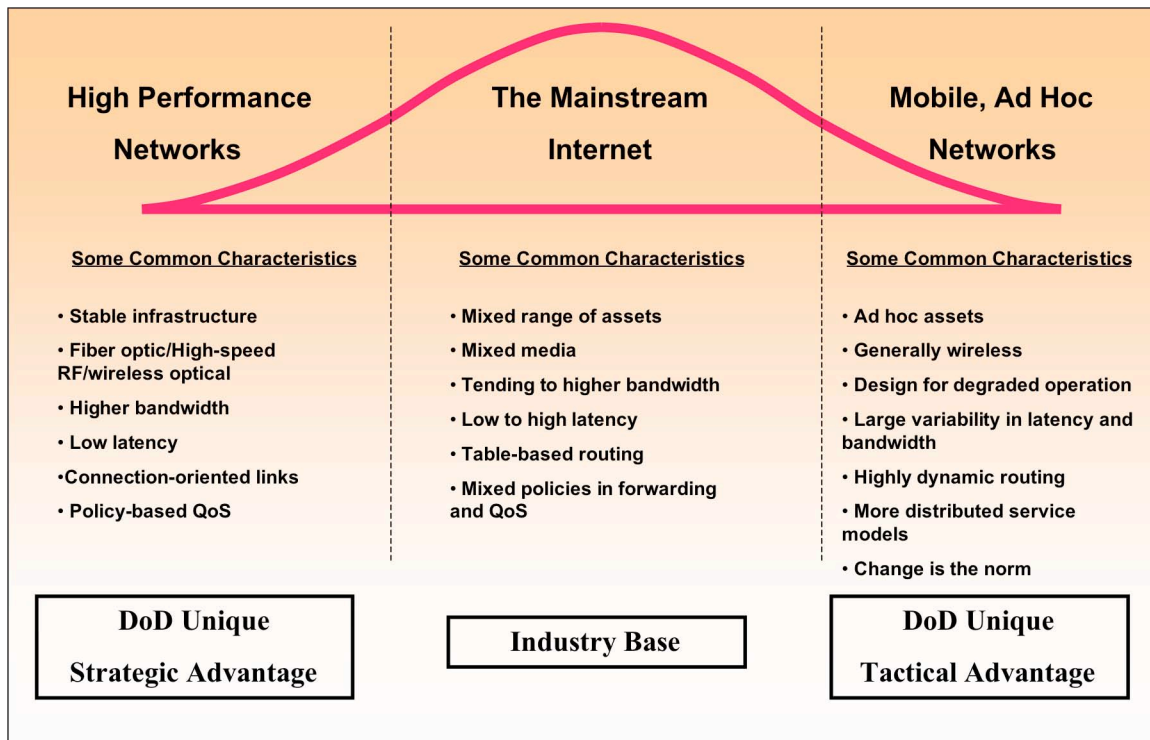 High Performance
Networks
Some Common Characteristics
• Stable infrastructure
• Fiber optic/High-speed
RF/wireless optical
• Higher bandwidth
• Low latency
•Connection-oriented links
• Policy-based QoS
DoD Unique
Strategic Advantage
The Mainstream
Internet
Some Common Characteristics
• Mixed range of assets
• Mixed media
• Tending to higher bandwidth
• Low to high latency
• Table-based routing
• Mixed policies in forwarding
and QoS
Industry Base
Mobile, Ad Hoc
Networks
Some Common Characteristics
• Ad hoc assets
• Generally wireless
• Design for degraded operation
• Large variability in latency and
bandwidth
• Highly dynamic routing
• More distributed service
models
• Change is the norm
DoD Unique
Tactical Advantage